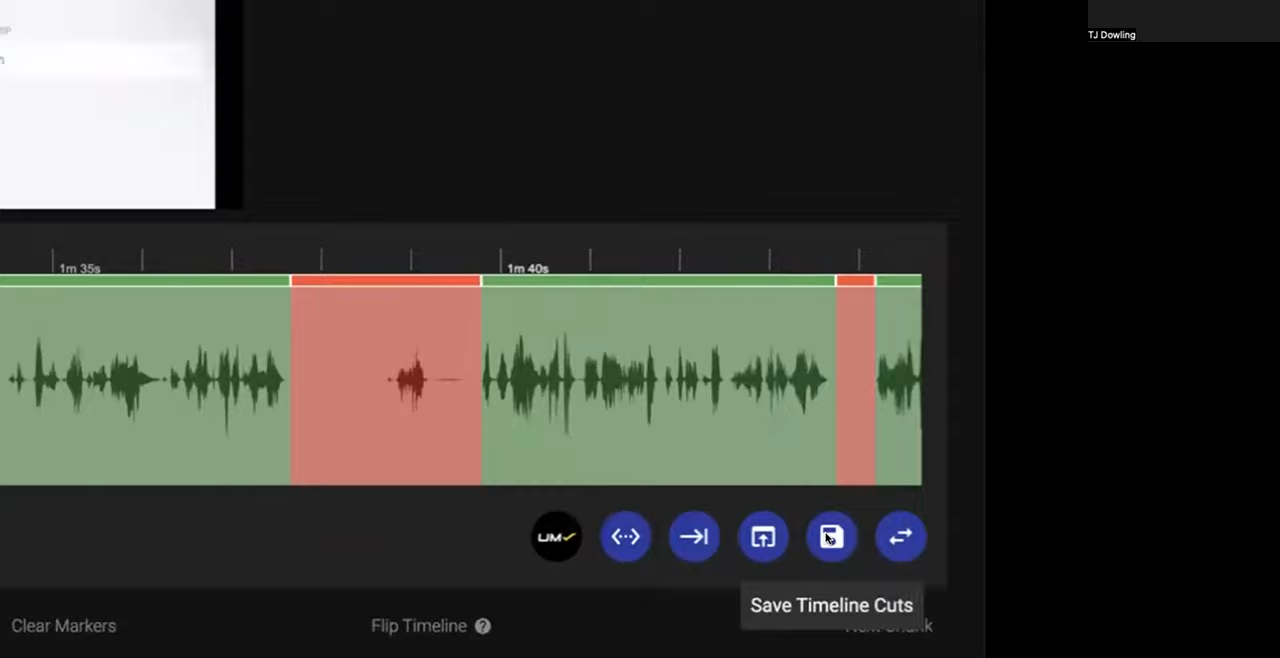 TJ Dowling
1m 35s
1m 40s
UM
Save Timeline Cuts
Clear Markers
Flip Timeline ?